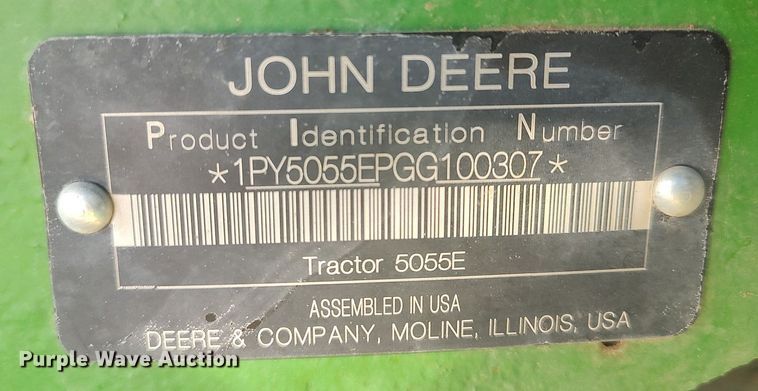 JOHN DEERE
Product Identification Number
*1PY5055EPGG100307*
Tractor 5055E
ASSEMBLED IN USA
DEERE & COMPANY, MOLINE, ILLINOIS, USA
Purple Wave Auction